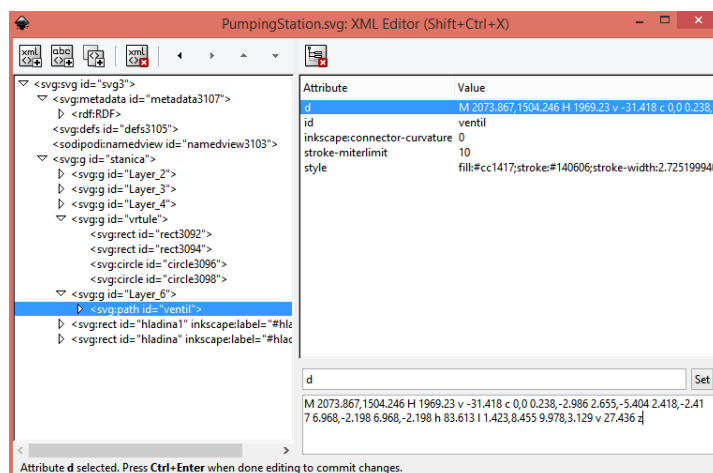 PumpingStation.svg: XML Editor (Shift+Ctrl+X)
xml
abc
xml
<svg:svg id="svg3">
<svg:metadata id="metadata3107">
<rdf:RDF>
<svg:defs id="defs3105">
<sodipodi:namedview id="namedview3103">
<svg:g id="stanica">
<svg:g id="Layer_2">
<svg:g id="Layer_3">
<svg:g id="Layer_4">
<svg:g id="vrtule">
<svg:rect id="rect3092">
<svg:rect id="rect3094">
<svg:circle id="circle3096">
<svg:circle id="circle3098">
<svg:g id="Layer_6">
<svg:path id="ventil">
<svg:rect id="hladina1" inkscape:label="#hla
<svg:rect id="hladina" inkscape:label="#hlac
Attribute Value
d M 2073.867,1504.246 H 1969.23 v -31.418 c 0,0 0.238,
id ventil
inkscape:connector-curvature 0
stroke-miterlimit 10
style fill:#cc1417;stroke:#140606;stroke-width:2.72519994
d
Set
M 2073.867,1504.246 H 1969.23 v -31.418 c 0,0 0.238,-2.986 2.655,-5.404 2.418,-2.41
7 6.968,-2.198 6.968,-2.198 h 83.613 l 1.423,8.455 9.978,3.129 v 27.436 z
Attribute d selected. Press Ctrl+Enter when done editing to commit changes.